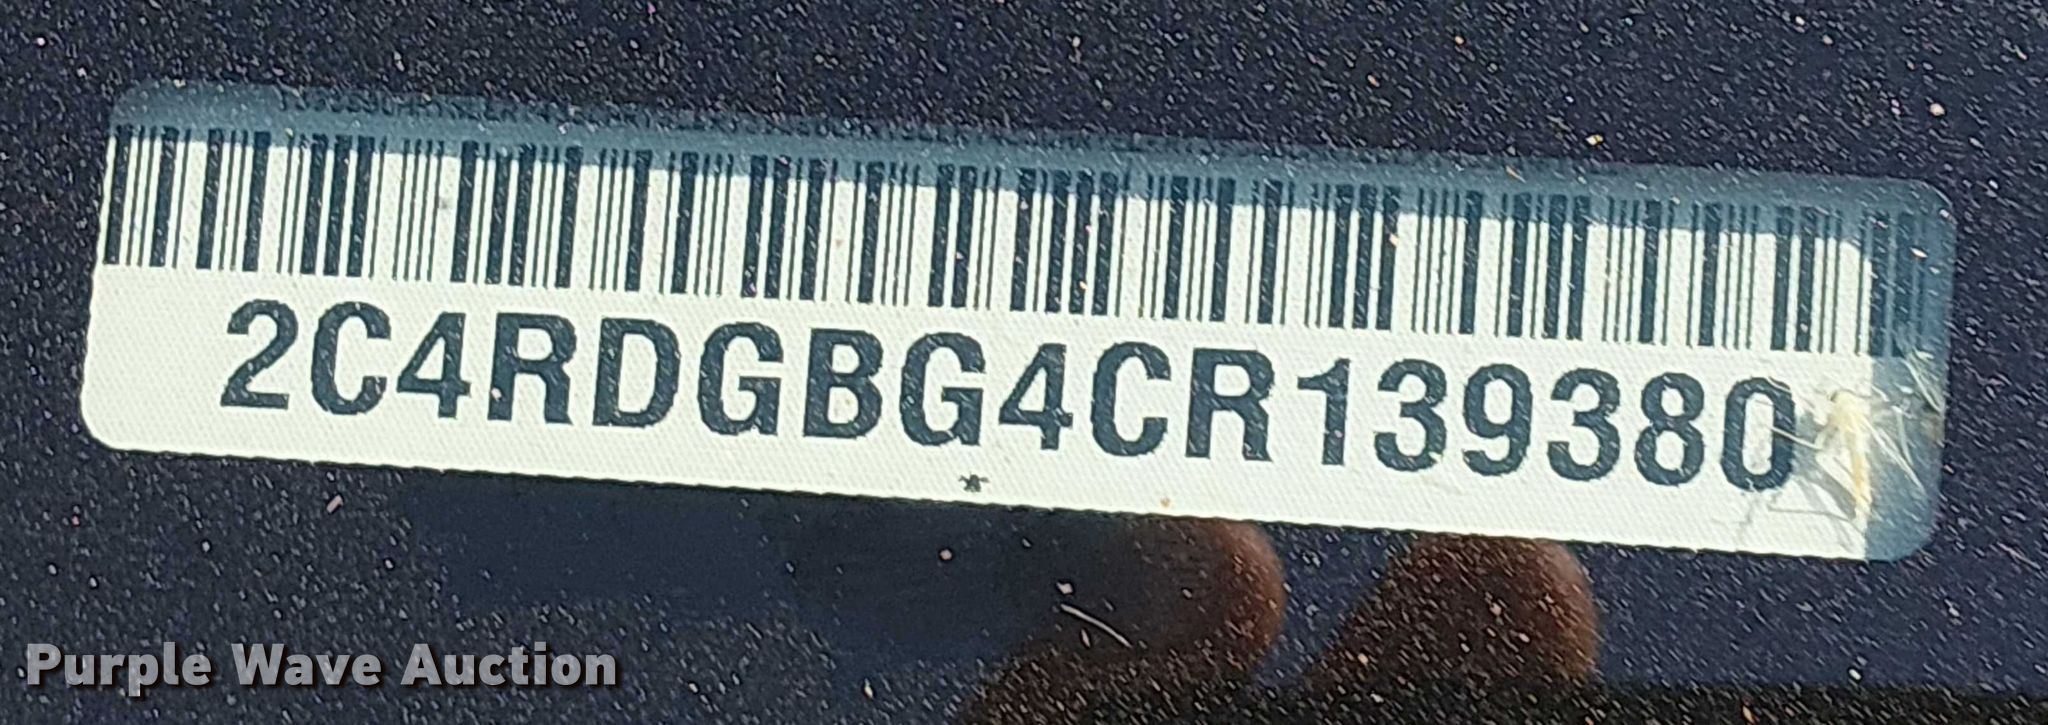 2C4RDGBG4CR139380
Purple Wave Auction